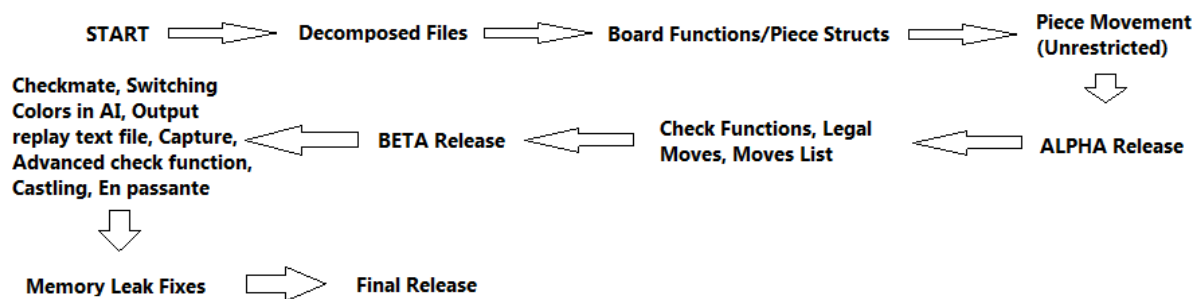 START
Decomposed Files
Board Functions/Piece Structs
Piece Movement
(Unrestricted)
ALPHA Release
Check Functions, Legal
Moves, Moves List
BETA Release
Checkmate, Switching
Colors in AI, Output
replay text file, Capture,
Advanced check function,
Castling, En passante
Memory Leak Fixes
Final Release